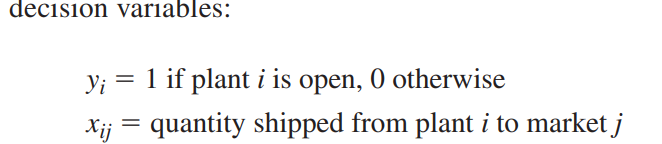 decision variables:
yi = 1 if plant i is open, 0 otherwise
xij = quantity shipped from plant i to market j